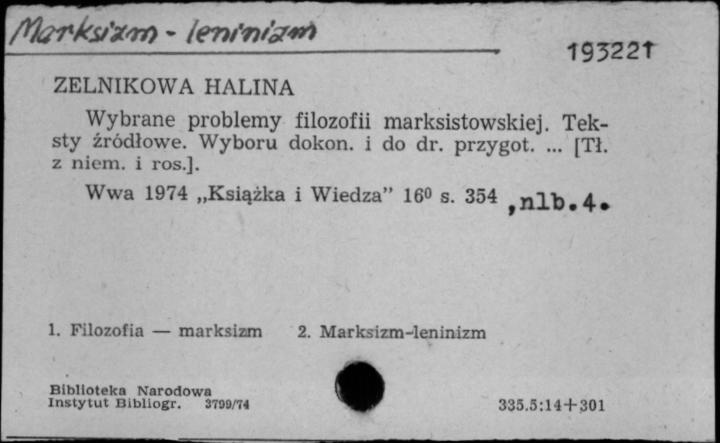 Marksizm - leninizm
193221
ZELNIKOWA HALINA
Wybrane problemy filozofii marksistowskiej. Tek-
sty źródłowe. Wyboru dokon. i do dr. przygot. ... [Tł.
z niem. i ros.].
Wwa 1974 „Książka i Wiedza” 16⁰ s. 354 ,nlb.4.
1. Filozofia — marksizm 2. Marksizm-leninizm
Biblioteka Narodowa
Instytut Bibliogr. 3799/74
335.5:14+301